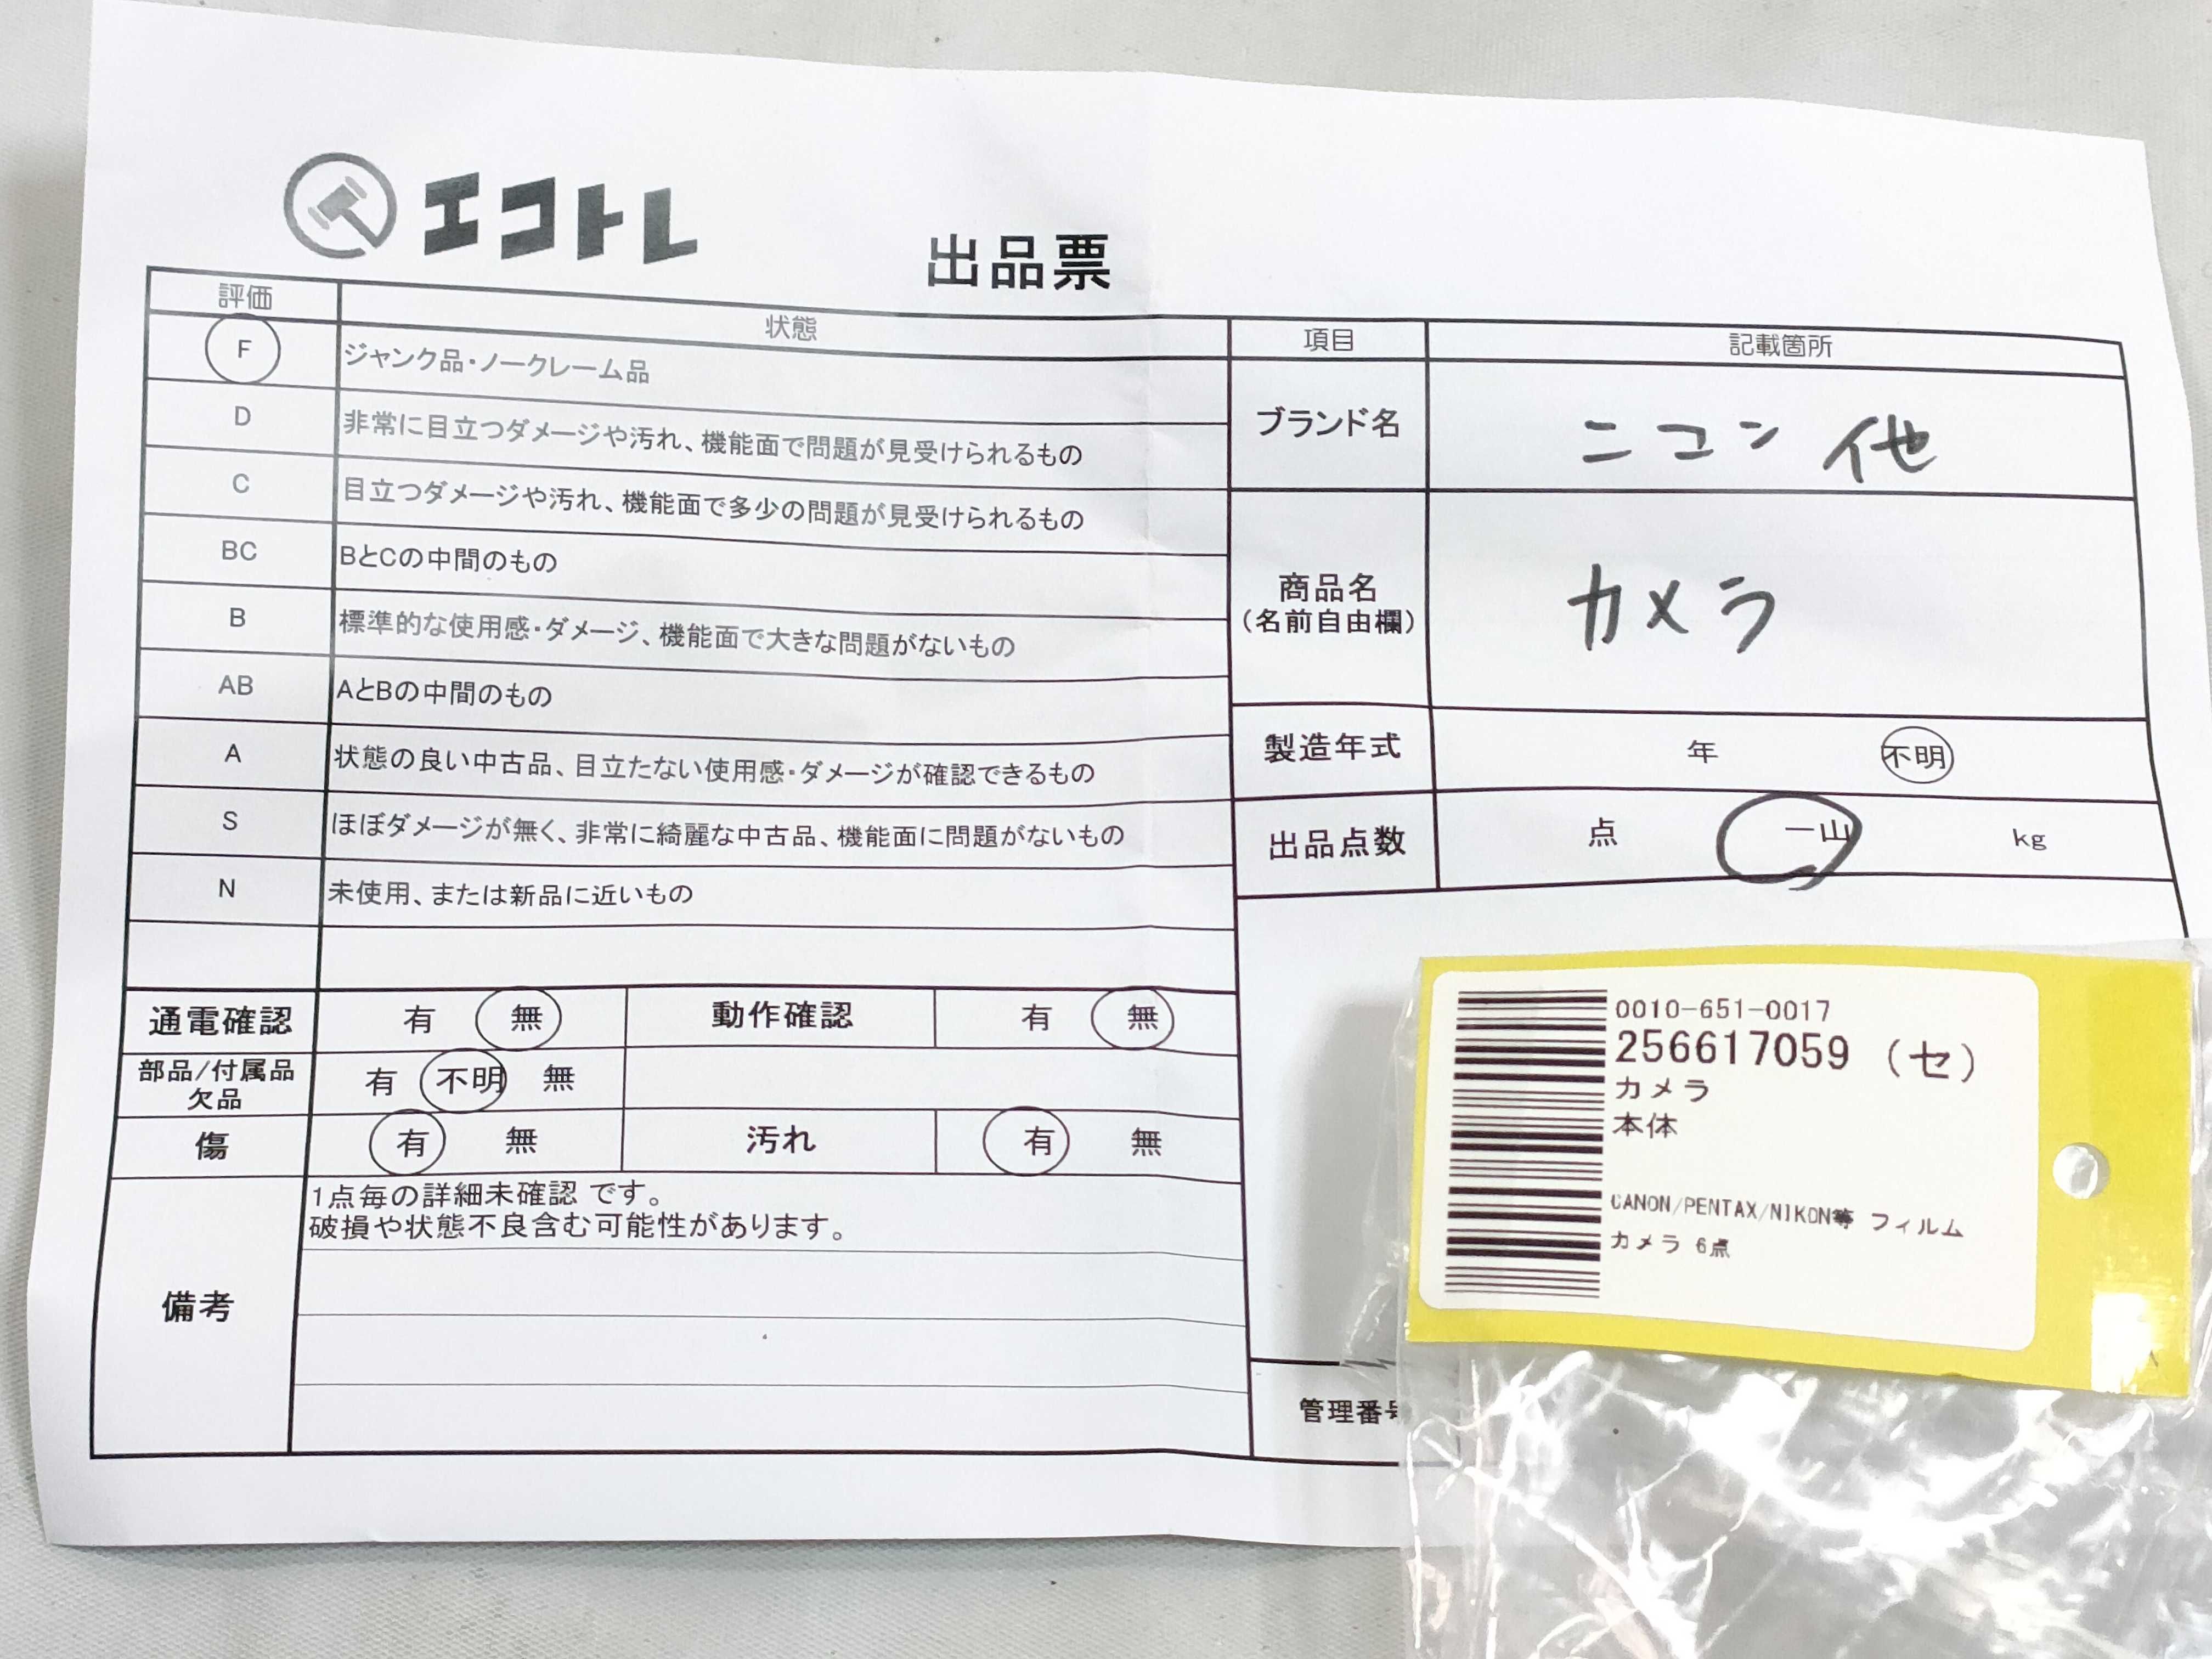 エコトレ
出品票
評価 状態
F ジャンク品・ノークレーム品
D 非常に目立つダメージや汚れ、機能面で問題が見受けられるもの
C 目立つダメージや汚れ、機能面で多少の問題が見受けられるもの
BC BとCの中間のもの
B 標準的な使用感・ダメージ、機能面で大きな問題がないもの
AB AとBの中間のもの
A 状態の良い中古品、目立たない使用感・ダメージが確認できるもの
S ほぼダメージが無く、非常に綺麗な中古品、機能面に問題がないもの
N 未使用、または新品に近いもの
通電確認 有 無 動作確認 有 無
部品/付属品
欠品
有 不明 無
傷 有 無 汚れ 有 無
備考
1点毎の詳細未確認 です。
破損や状態不良含む可能性があります。
項目 記載箇所
ブランド名 ニコン 他
商品名
(名前自由欄)
カメラ
製造年式 年 不明
出品点数 点 一山 kg
管理番号
0010-651-0017
256617059 (セ)
カメラ
本体
CANON/PENTAX/NIKON等 フィルム
カメラ 6点